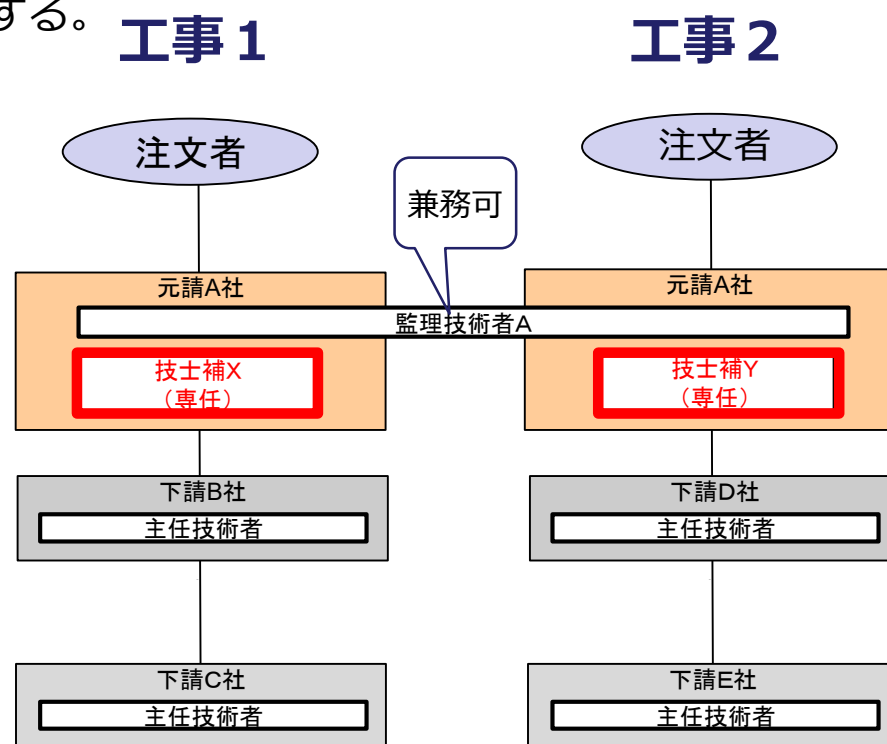 する。
工事1
工事2
注文者
注文者
兼務可
元請A社
元請A社
監理技術者A
技士補X
（専任）
技士補Y
（専任）
下請B社
主任技術者
下請D社
主任技術者
下請C社
主任技術者
下請E社
主任技術者